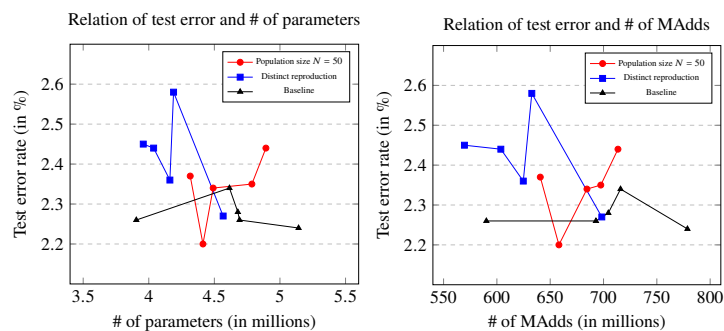 Relation of test error and # of parameters
Population size N = 50
Distinct reproduction
Baseline
2.6
2.5
2.4
2.3
2.2
Test error rate (in %)
3.5 4 4.5 5 5.5
# of parameters (in millions)
Relation of test error and # of MAdds
Population size N = 50
Distinct reproduction
Baseline
2.6
2.5
2.4
2.3
2.2
Test error rate (in %)
550 600 650 700 750 800
# of MAdds (in millions)